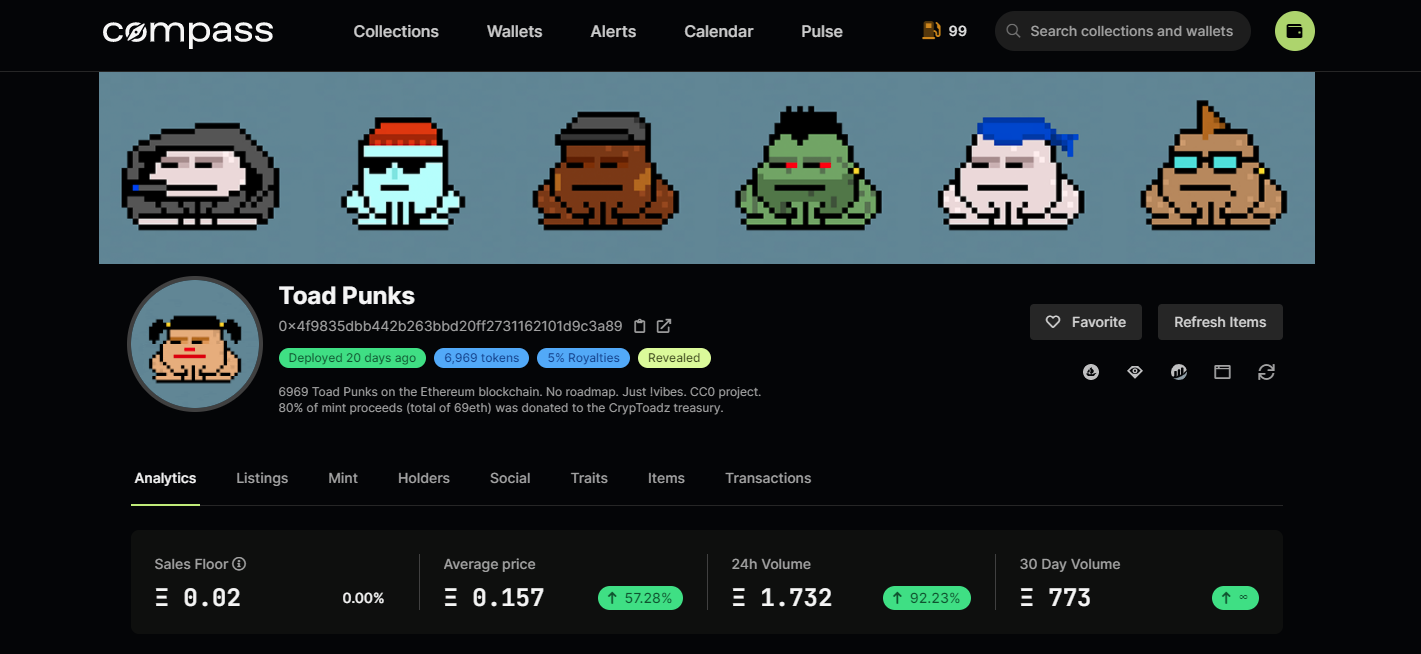 compass
Collections Wallets Alerts Calendar Pulse 99 Search collections and wallets
Toad Punks
0x4f9835dbb442b263bbd20ff2731162101d9c3a89
Favorite Refresh Items
Deployed 20 days ago 6,969 tokens 5% Royalties Revealed
6969 Toad Punks on the Ethereum blockchain. No roadmap. Just !vibes. CC0 project.
80% of mint proceeds (total of 69eth) was donated to the CrypToadz treasury.
Analytics Listings Mint Holders Social Traits Items Transactions
Sales Floor Average price 24h Volume 30 Day Volume
Ξ 0.02 0.00% Ξ 0.157 ↑ 57.28% Ξ 1.732 ↑ 92.23% Ξ 773 ↑ ∞